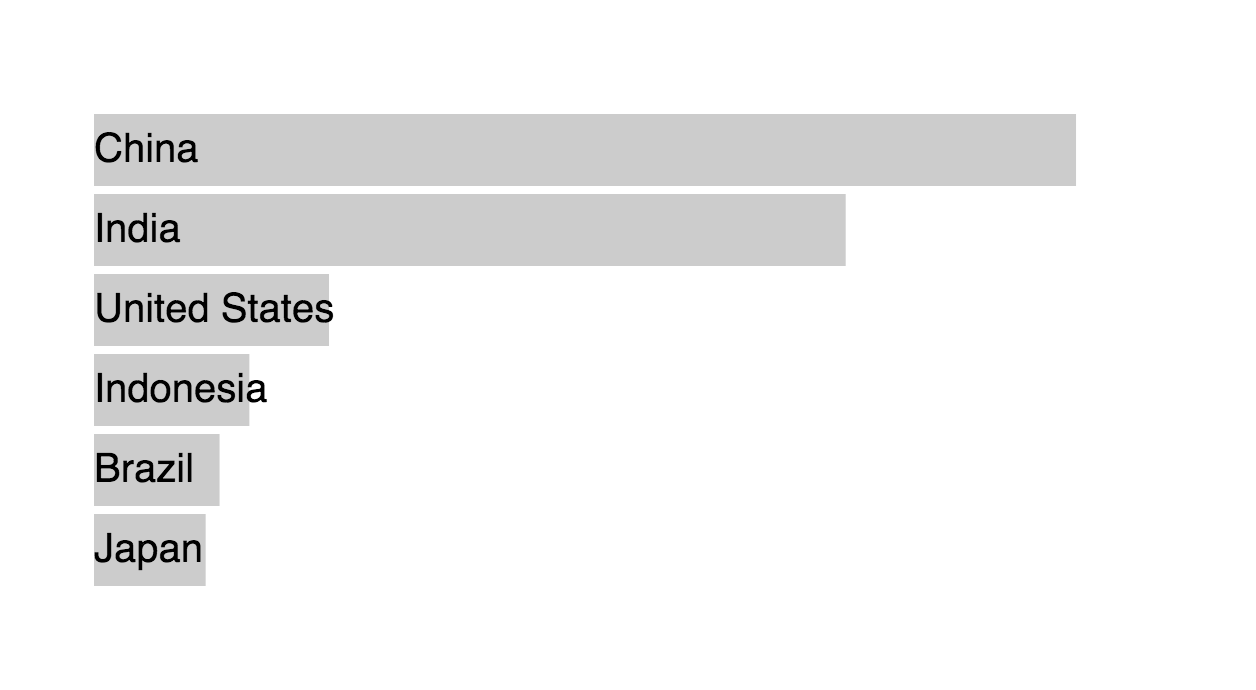 China
India
United States
Indonesia
Brazil
Japan